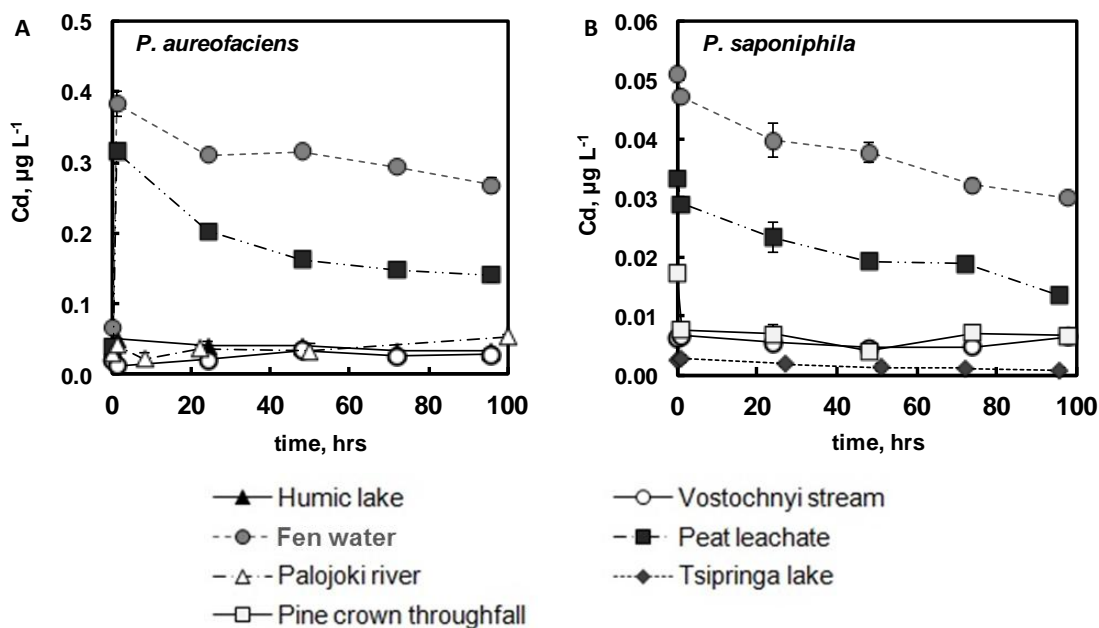 A
P. aureofaciens
Cd, µg L-1
0.5
0.4
0.3
0.2
0.1
0.0
0 20 40 60 80 100
time, hrs
B
P. saponiphila
Cd, µg L-1
0.06
0.05
0.04
0.03
0.02
0.01
0.00
0 20 40 60 80 100
time, hrs
Humic lake
Fen water
Palojoki river
Pine crown throughfall
Vostochnyi stream
Peat leachate
Tsipringa lake